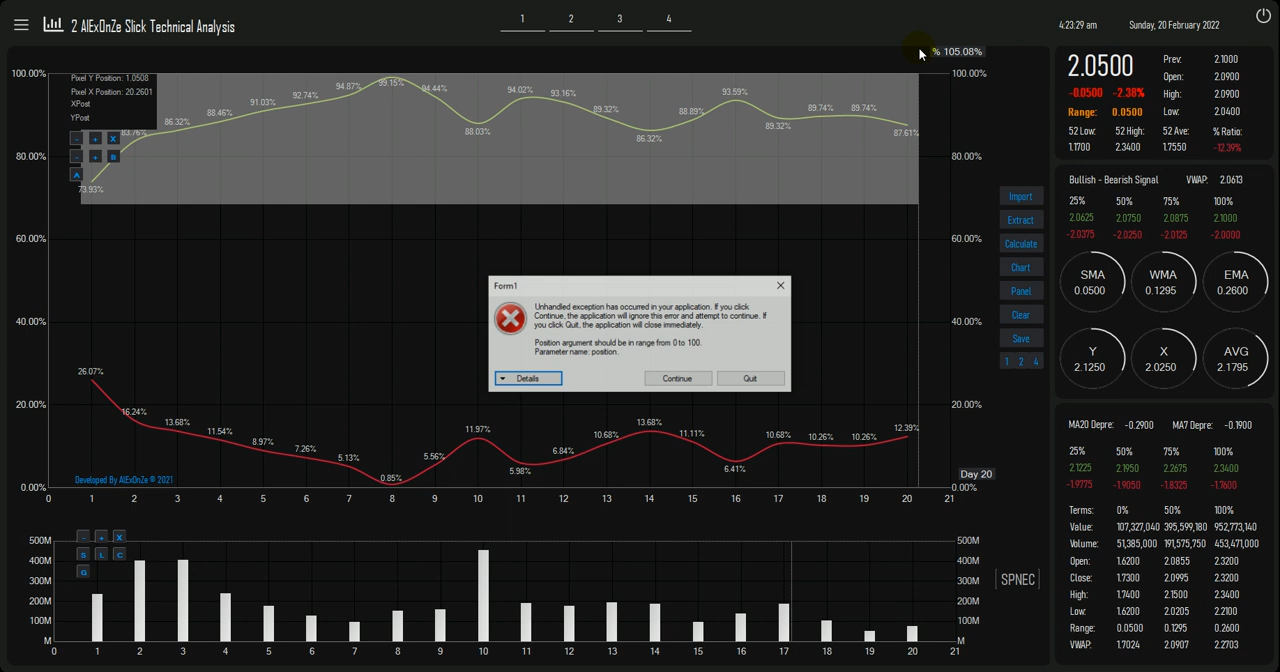 2 AlExOnZe Slick Technical Analysis
1 2 3 4
4:23:29 am Sunday, 20 February 2022
% 105.08%
100.00% 100.00%
80.00% 80.00%
60.00% 60.00%
40.00% 40.00%
20.00% 20.00%
0.00% 0.00%
Pixel Y Position: 1.0508
Pixel X Position: 20.2601
XPost
YPost
- + X
- + B
A
73.93% 83.76% 86.32% 88.46% 91.03% 92.74% 94.87% 99.15% 94.44% 88.03% 94.02% 93.16% 89.32% 86.32% 88.89% 93.59% 89.32% 89.74% 89.74% 87.61%
Form1
Unhandled exception has occurred in your application. If you click
Continue, the application will ignore this error and attempt to continue. If
you click Quit, the application will close immediately.
Position argument should be in range from 0 to 100.
Parameter name: position.
Details Continue Quit
26.07% 16.24% 13.68% 11.54% 8.97% 7.26% 5.13% 0.85% 5.56% 11.97% 5.98% 6.84% 10.68% 13.68% 11.11% 6.41% 10.68% 10.26% 10.26% 12.39%
Developed By AlExOnZe © 2021
Day 20
0 1 2 3 4 5 6 7 8 9 10 11 12 13 14 15 16 17 18 19 20 21
Import
Extract
Calculate
Chart
Panel
Clear
Save
1 2 4
- + X
S L C
G
500M 500M
400M 400M
300M 300M
200M 200M
100M 100M
M M
0 1 2 3 4 5 6 7 8 9 10 11 12 13 14 15 16 17 18 19 20 21
SPNEC
2.0500
-0.0500 -2.38%
Range: 0.0500
Prev: 2.1000
Open: 2.0900
High: 2.0900
Low: 2.0400
52 Low: 52 High: 52 Ave: % Ratio:
1.1700 2.3400 1.7550 -12.39%
Bullish - Bearish Signal VWAP: 2.0613
25% 50% 75% 100%
2.0625 2.0750 2.0875 2.1000
-2.0375 -2.0250 -2.0125 -2.0000
SMA WMA EMA
0.0500 0.1295 0.2600
Y X AVG
2.1250 2.0250 2.1795
MA20 Depre: -0.2900 MA7 Depre: -0.1900
25% 50% 75% 100%
2.1225 2.1950 2.2675 2.3400
-1.9775 -1.9050 -1.8325 -1.7600
Terms: 0% 50% 100%
Value: 107,327,040 395,599,180 952,773,140
Volume: 51,385,000 191,575,750 453,471,000
Open: 1.6200 2.0855 2.3200
Close: 1.7300 2.0995 2.3200
High: 1.7400 2.1500 2.3400
Low: 1.6200 2.0205 2.2100
Range: 0.0500 0.1295 0.2600
VWAP: 1.7024 2.0907 2.2703